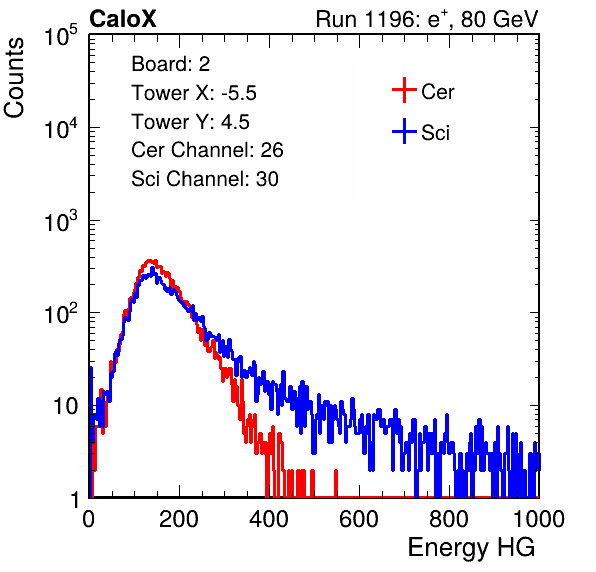 CaloX Run 1196: e⁺, 80 GeV
Board: 2
Tower X: -5.5
Tower Y: 4.5
Cer Channel: 26
Sci Channel: 30
Cer
Sci
Counts
10⁵
10⁴
10³
10²
10
1
0 200 400 600 800 1000
Energy HG